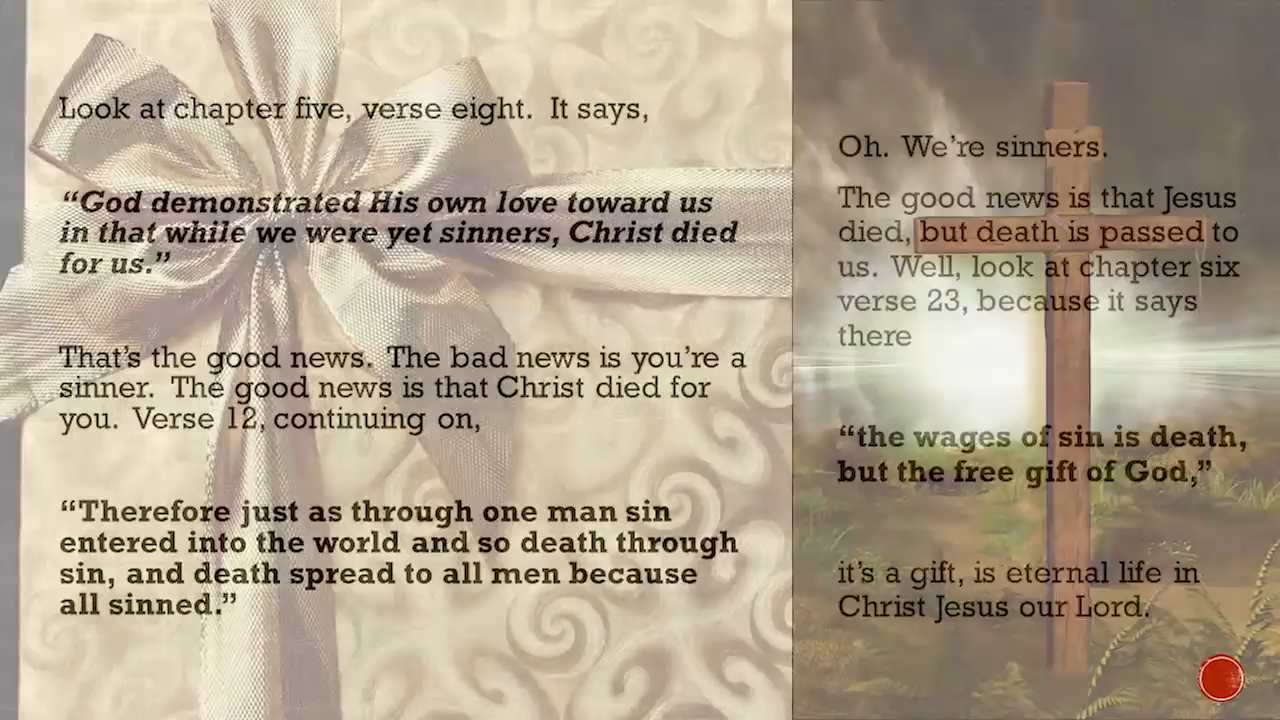 Look at chapter five, verse eight. It says,
“God demonstrated His own love toward us
in that while we were yet sinners, Christ died
for us.”
That’s the good news. The bad news is you’re a
sinner. The good news is that Christ died for
you. Verse 12, continuing on,
“Therefore just as through one man sin
entered into the world and so death through
sin, and death spread to all men because
all sinned.”
Oh. We’re sinners.
The good news is that Jesus
died, but death is passed to
us. Well, look at chapter six
verse 23, because it says
there
“the wages of sin is death,
but the free gift of God,”
it’s a gift, is eternal life in
Christ Jesus our Lord.